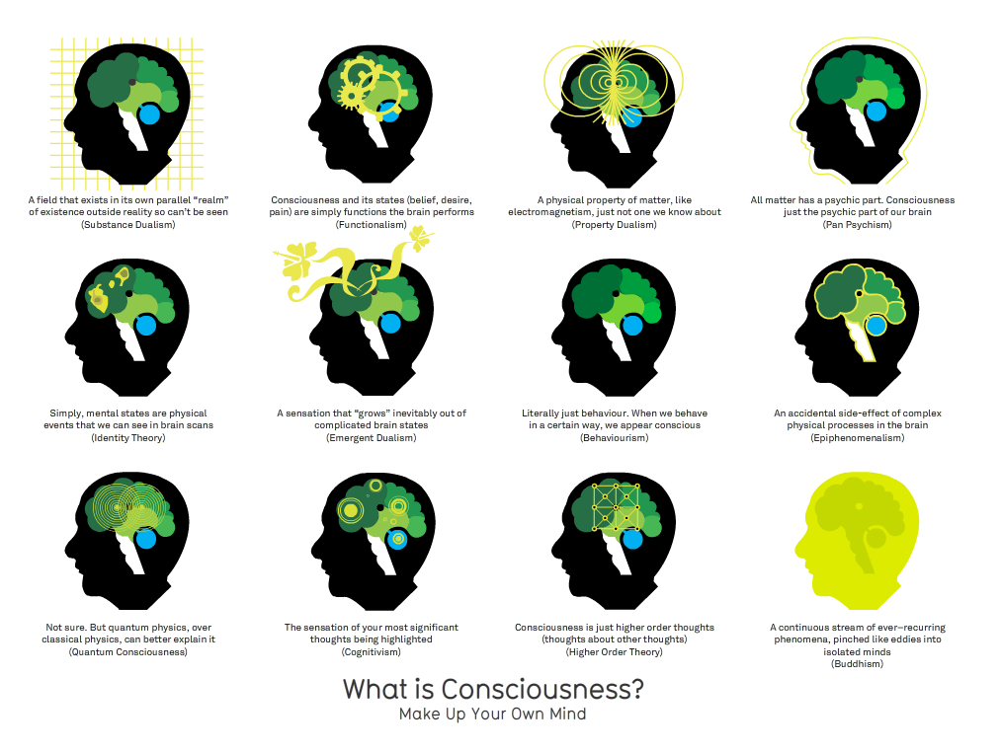 A field that exists in its own parallel “realm”
of existence outside reality so can’t be seen
(Substance Dualism)
Consciousness and its states (belief, desire,
pain) are simply functions the brain performs
(Functionalism)
A physical property of matter, like
electromagnetism, just not one we know about
(Property Dualism)
All matter has a psychic part. Consciousness
just the psychic part of our brain
(Pan Psychism)
Simply, mental states are physical
events that we can see in brain scans
(Identity Theory)
A sensation that “grows” inevitably out of
complicated brain states
(Emergent Dualism)
Literally just behaviour. When we behave
in a certain way, we appear conscious
(Behaviourism)
An accidental side-effect of complex
physical processes in the brain
(Epiphenomenalism)
Not sure. But quantum physics, over
classical physics, can better explain it
(Quantum Consciousness)
The sensation of your most significant
thoughts being highlighted
(Cognitivism)
Consciousness is just higher order thoughts
(thoughts about other thoughts)
(Higher Order Theory)
A continuous stream of ever–recurring
phenomena, pinched like eddies into
isolated minds
(Buddhism)
What is Consciousness?
Make Up Your Own Mind